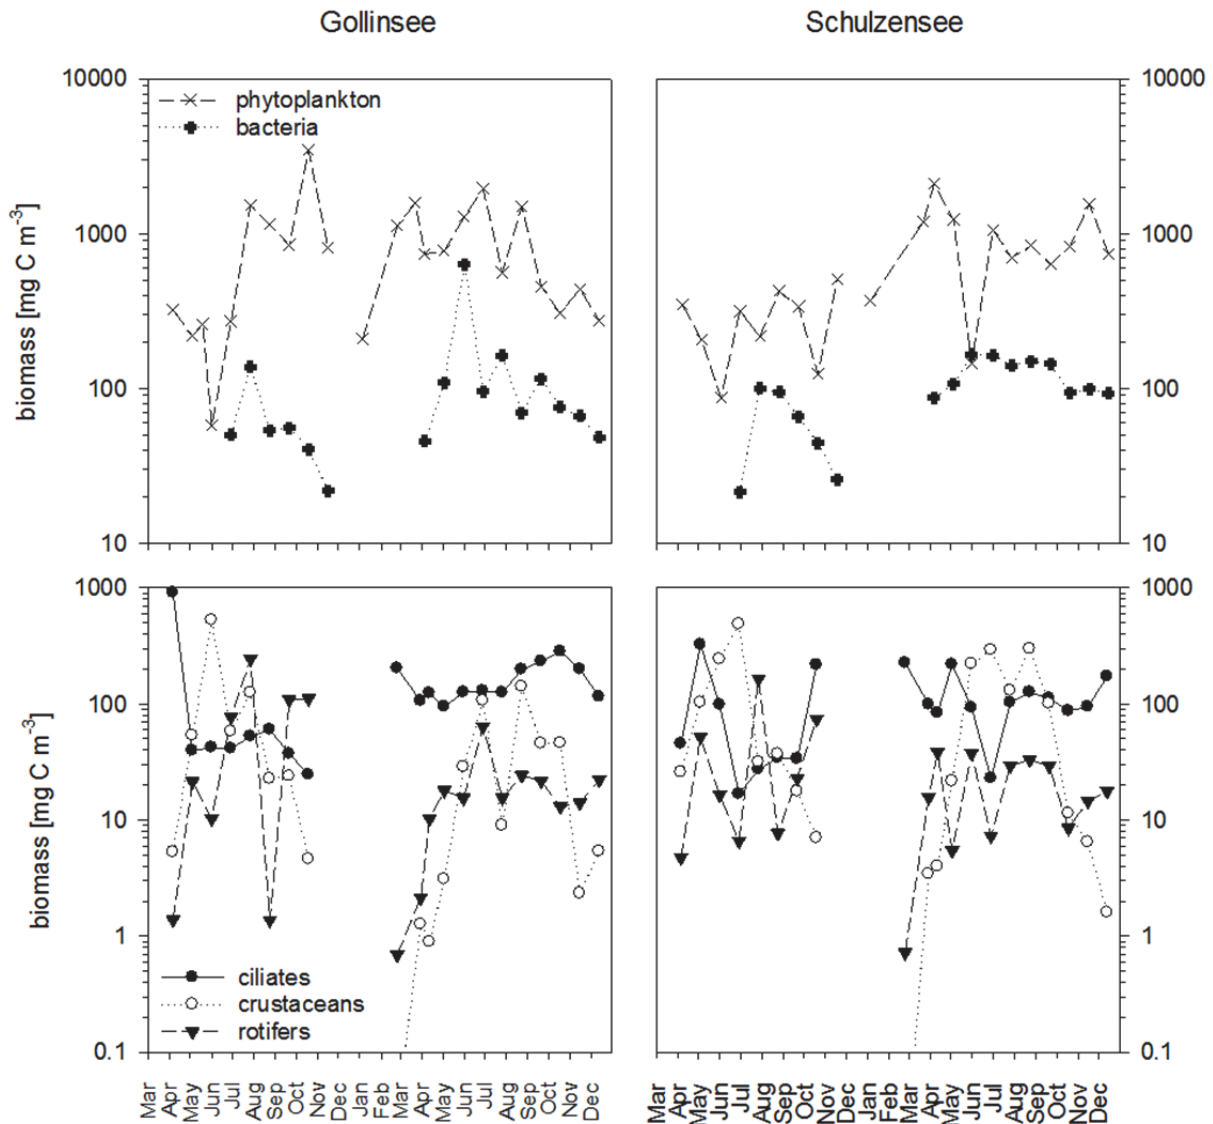 Gollinsee Schulzensee
10000 10000
phytoplankton
bacteria
1000 1000
biomass [mg C m⁻³]
100 100
10 10
1000 1000
100 100
biomass [mg C m⁻³]
10 10
1 1
ciliates
crustaceans
rotifers
0.1 0.1
Mar Apr May Jun Jul Aug Sep Oct Nov Dec Jan Feb Mar Apr May Jun Jul Aug Sep Oct Nov Dec Mar Apr May Jun Jul Aug Sep Oct Nov Dec Jan Feb Mar Apr May Jun Jul Aug Sep Oct Nov Dec